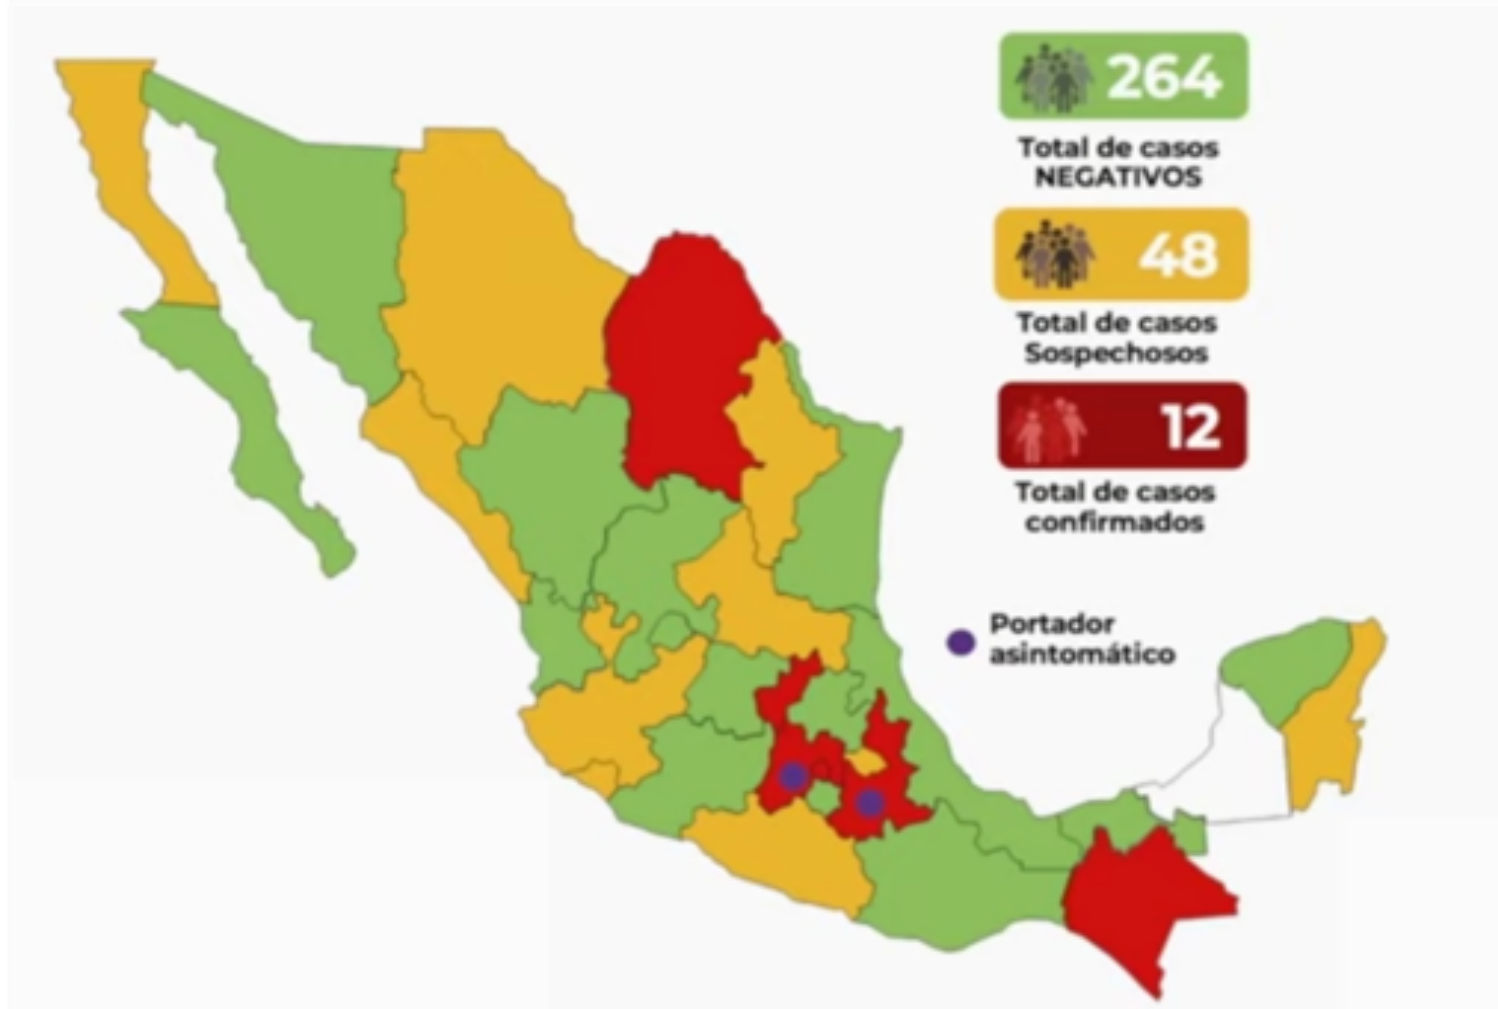 264
Total de casos
NEGATIVOS
48
Total de casos
Sospechosos
12
Total de casos
confirmados
Portador
asintomático